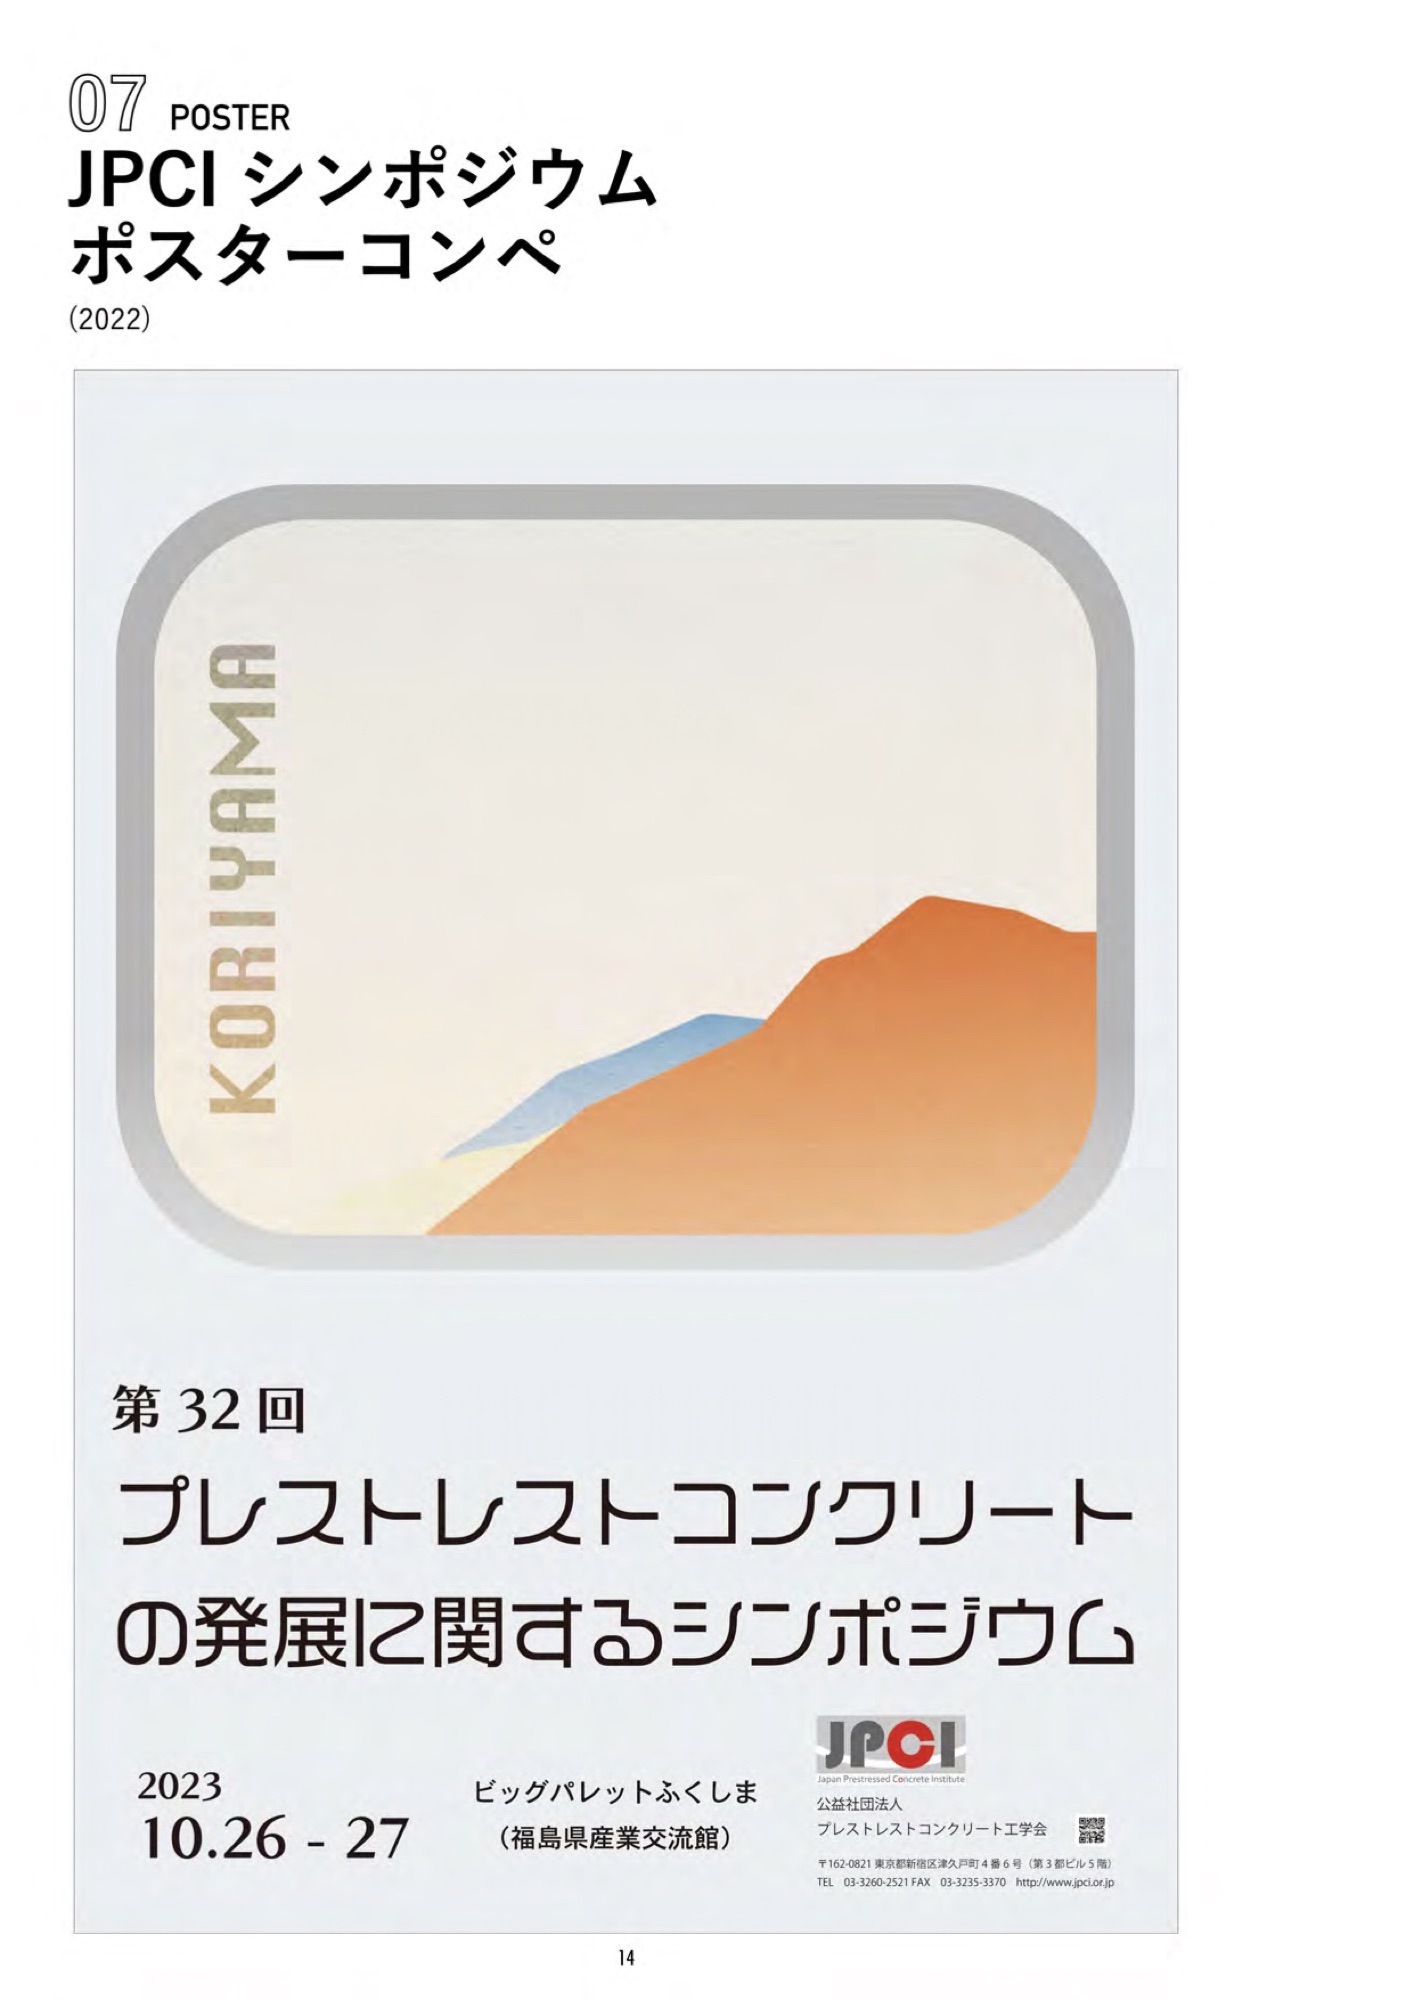 07 POSTER
JPCI シンポジウム
ポスターコンペ
(2022)
KORIYAMA
第 32 回
プレストレストコンクリート
の発展に関するシンポジウム
2023
10.26 - 27
ビッグパレットふくしま
（福島県産業交流館）
JPCI
Japan Prestressed Concrete Institute
公益社団法人
プレストレストコンクリート工学会
〒162-0821 東京都新宿区津久戸町 4 番 6 号（第 3 都ビル 5 階）
TEL 03-3260-2521 FAX 03-3235-3370 http://www.jpci.or.jp
14